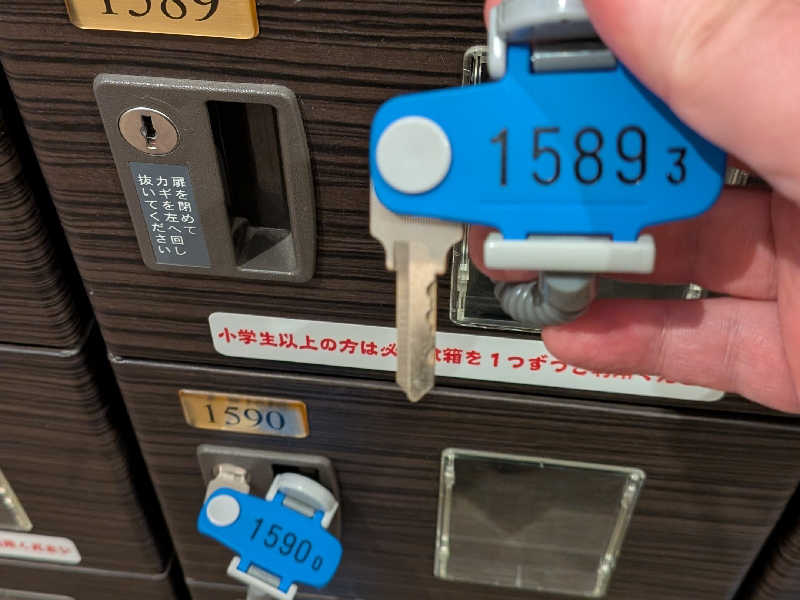 1589
扉を閉めて
カギを左へ回し
抜いてください
1589 3
小学生以上の方は必
箱を1つずつ
1590
1590 0